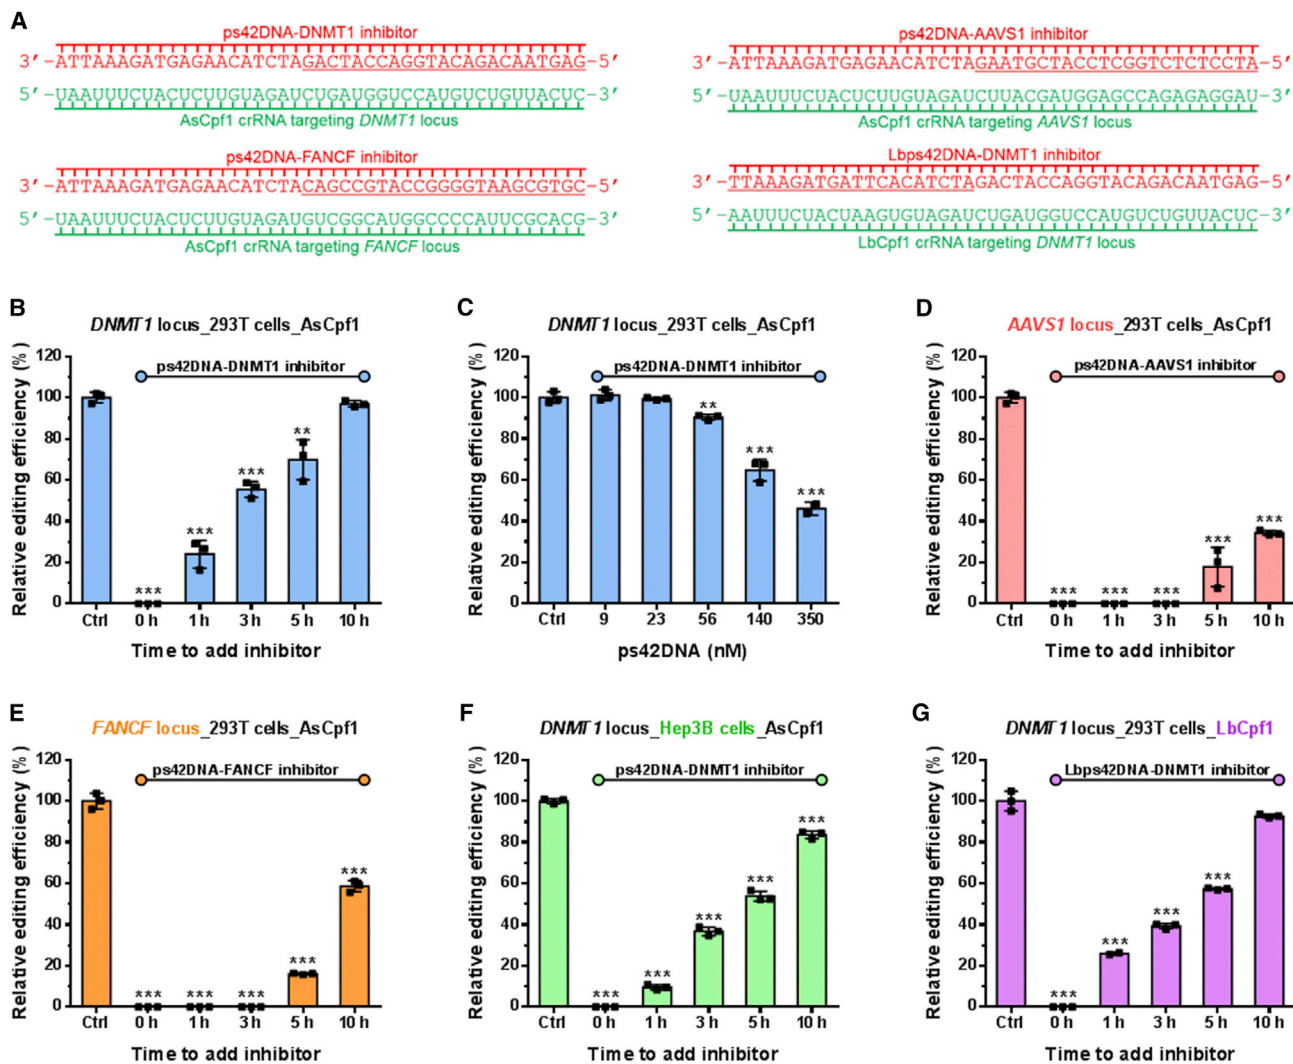 A
ps42DNA-DNMT1 inhibitor
3′-ATTAAAGATGAGAACATCTAGACTACCAGGTACAGACAATGAG-5′
5′-UAAUUUCUACUCUUGUAGAUCUGAUGGUCCAUGUCUGUUACUC-3′
AsCpf1 crRNA targeting DNMT1 locus
ps42DNA-AAVS1 inhibitor
3′-ATTAAAGATGAGAACATCTAGAATGCTACCTCGGTCTCTCCTA-5′
5′-UAAUUUCUACUCUUGUAGAUCUUACGAUGGAGCCAGAGAGGAU-3′
AsCpf1 crRNA targeting AAVS1 locus
ps42DNA-FANCF inhibitor
3′-ATTAAAGATGAGAACATCTACAGCCGTACCGGGGTAAGCGTGC-5′
5′-UAAUUUCUACUCUUGUAGAUGUCGGCAUGGCCCCAUUCGCACG-3′
AsCpf1 crRNA targeting FANCF locus
Lbps42DNA-DNMT1 inhibitor
3′-TTAAAGATGATTCACATCTAGACTACCAGGTACAGACAATGAG-5′
5′-AAUUUCUACUAAGUGUAGAUCUGAUGGUCCAUGUCUGUUACUC-3′
LbCpf1 crRNA targeting DNMT1 locus
B
DNMT1 locus_293T cells_AsCpf1
Relative editing efficiency (%)
120
100
80
60
40
20
0
ps42DNA-DNMT1 inhibitor
***
***
***
**
Ctrl 0 h 1 h 3 h 5 h 10 h
Time to add inhibitor
C
DNMT1 locus_293T cells_AsCpf1
Relative editing efficiency (%)
120
100
80
60
40
20
0
ps42DNA-DNMT1 inhibitor
**
***
***
Ctrl 9 23 56 140 350
ps42DNA (nM)
D
AAVS1 locus_293T cells_AsCpf1
Relative editing efficiency (%)
120
100
80
60
40
20
0
ps42DNA-AAVS1 inhibitor
***
***
***
***
***
Ctrl 0 h 1 h 3 h 5 h 10 h
Time to add inhibitor
E
FANCF locus_293T cells_AsCpf1
Relative editing efficiency (%)
120
100
80
60
40
20
0
ps42DNA-FANCF inhibitor
***
***
***
***
***
Ctrl 0 h 1 h 3 h 5 h 10 h
Time to add inhibitor
F
DNMT1 locus_Hep3B cells_AsCpf1
Relative editing efficiency (%)
120
100
80
60
40
20
0
ps42DNA-DNMT1 inhibitor
***
***
***
***
***
Ctrl 0 h 1 h 3 h 5 h 10 h
Time to add inhibitor
G
DNMT1 locus_293T cells_LbCpf1
Relative editing efficiency (%)
120
100
80
60
40
20
0
Lbps42DNA-DNMT1 inhibitor
***
***
***
***
Ctrl 0 h 1 h 3 h 5 h 10 h
Time to add inhibitor